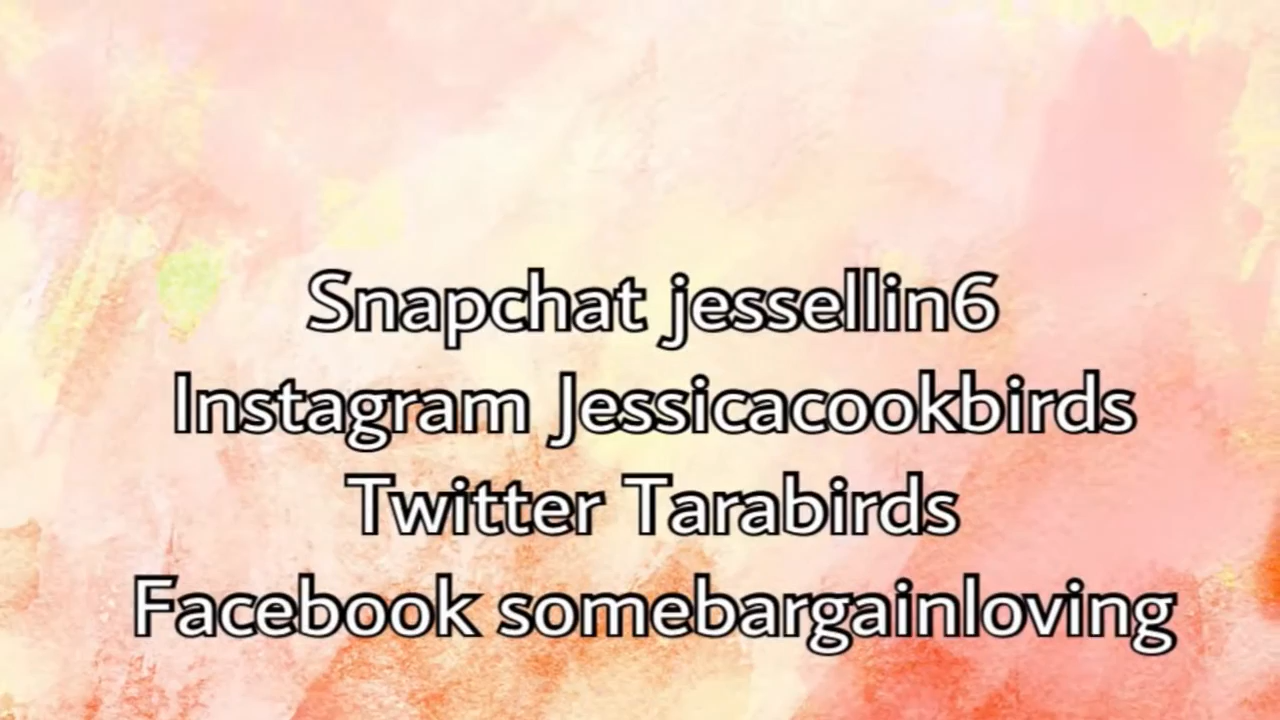 Snapchat jessellin6
Instagram Jessicacookbirds
Twitter Tarabirds
Facebook somebargainloving